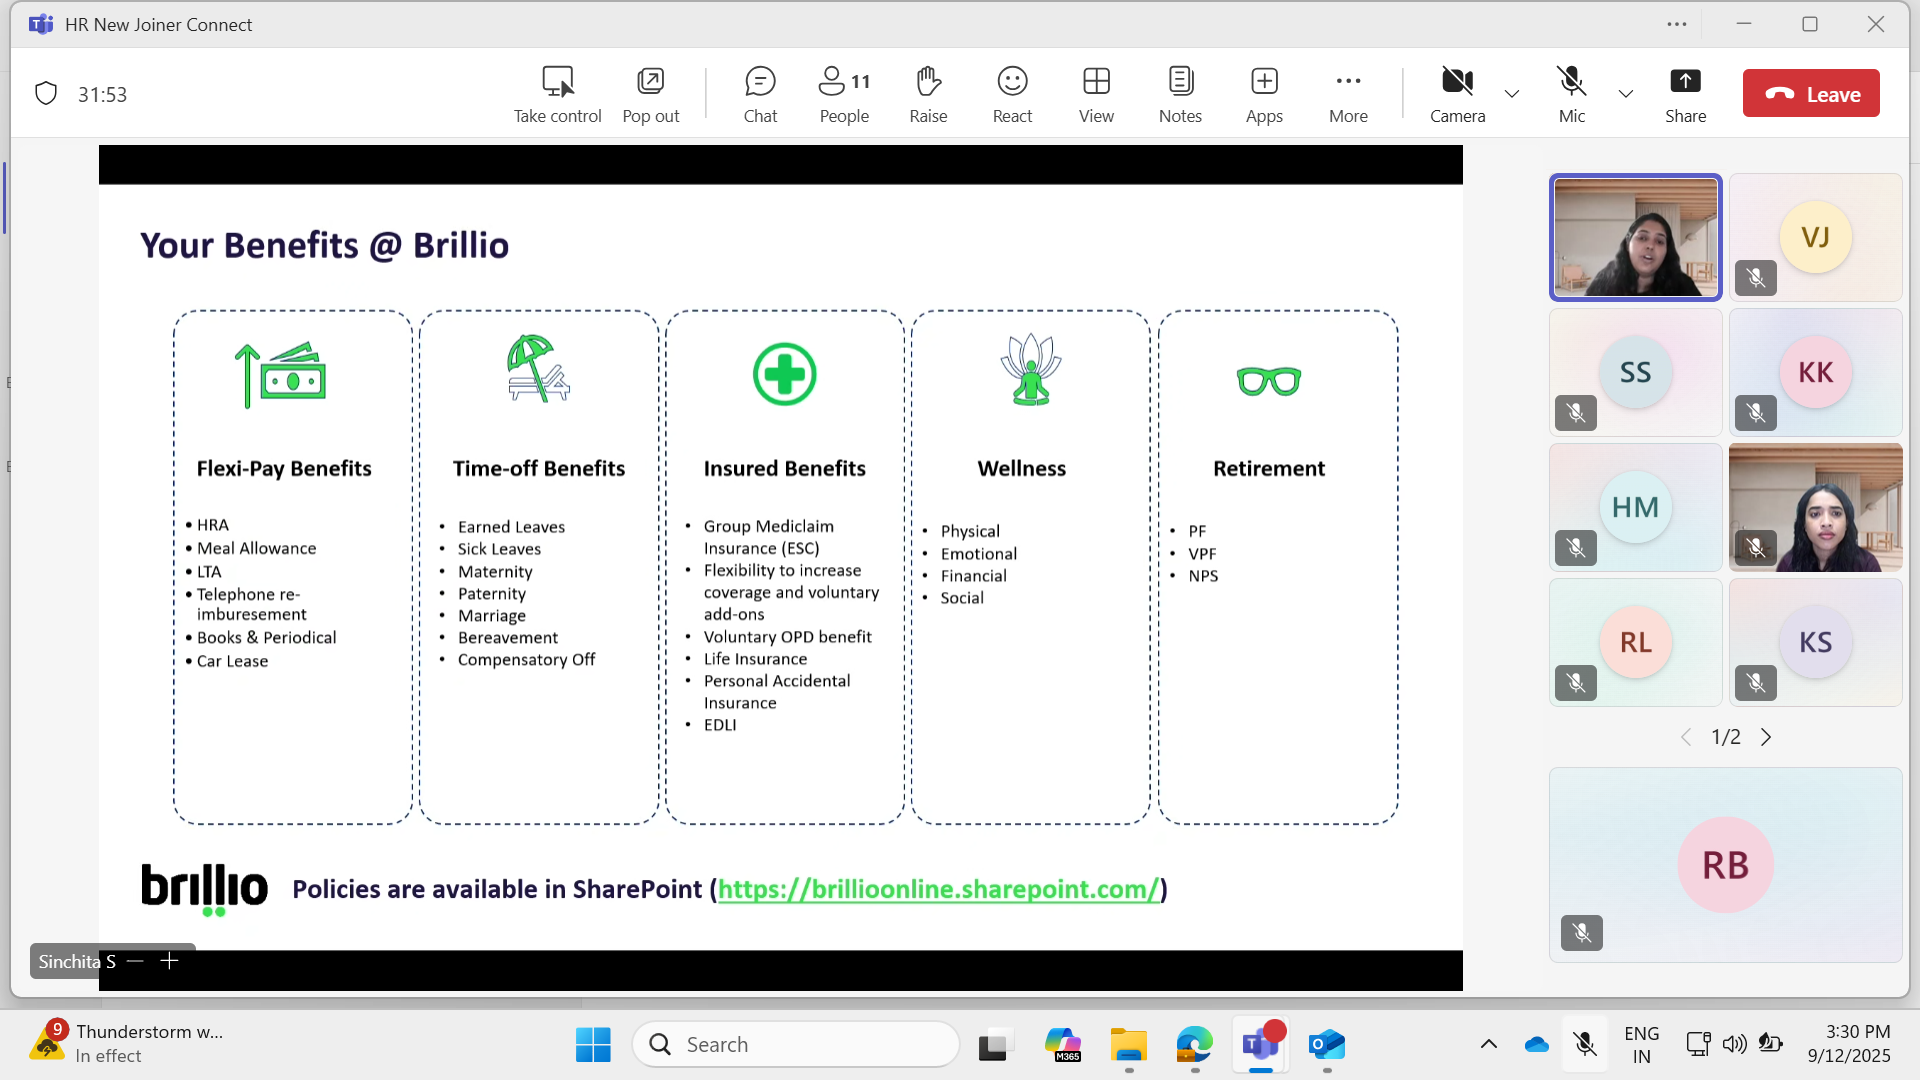 HR New Joiner Connect
31:53
Take control
Pop out
Chat
11
People
Raise
React
View
Notes
Apps
More
Camera
Mic
Share
Leave
Your Benefits @ Brillio
Flexi-Pay Benefits
• HRA
• Meal Allowance
• LTA
• Telephone re-
imburesement
• Books & Periodical
• Car Lease
Time-off Benefits
• Earned Leaves
• Sick Leaves
• Maternity
• Paternity
• Marriage
• Bereavement
• Compensatory Off
Insured Benefits
• Group Mediclaim
Insurance (ESC)
• Flexibility to increase
coverage and voluntary
add-ons
• Voluntary OPD benefit
• Life Insurance
• Personal Accidental
Insurance
• EDLI
Wellness
• Physical
• Emotional
• Financial
• Social
Retirement
• PF
• VPF
• NPS
brillio
Policies are available in SharePoint (https://brillioonline.sharepoint.com/)
Sinchita S
VJ
SS
KK
HM
RL
KS
1/2
RB
9
Thunderstorm w...
In effect
Search
M365
ENG
IN
3:30 PM
9/12/2025